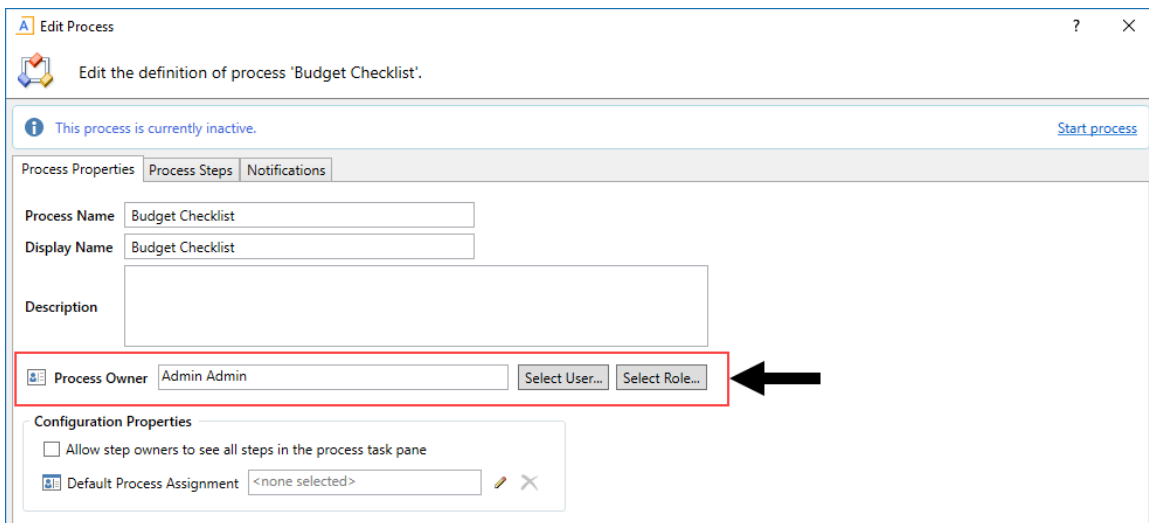 A Edit Process ?
Edit the definition of process 'Budget Checklist'.
This process is currently inactive. Start process
Process Properties Process Steps Notifications
Process Name Budget Checklist
Display Name Budget Checklist
Description
Process Owner Admin Admin Select User... Select Role...
Configuration Properties
Allow step owners to see all steps in the process task pane
Default Process Assignment <none selected>